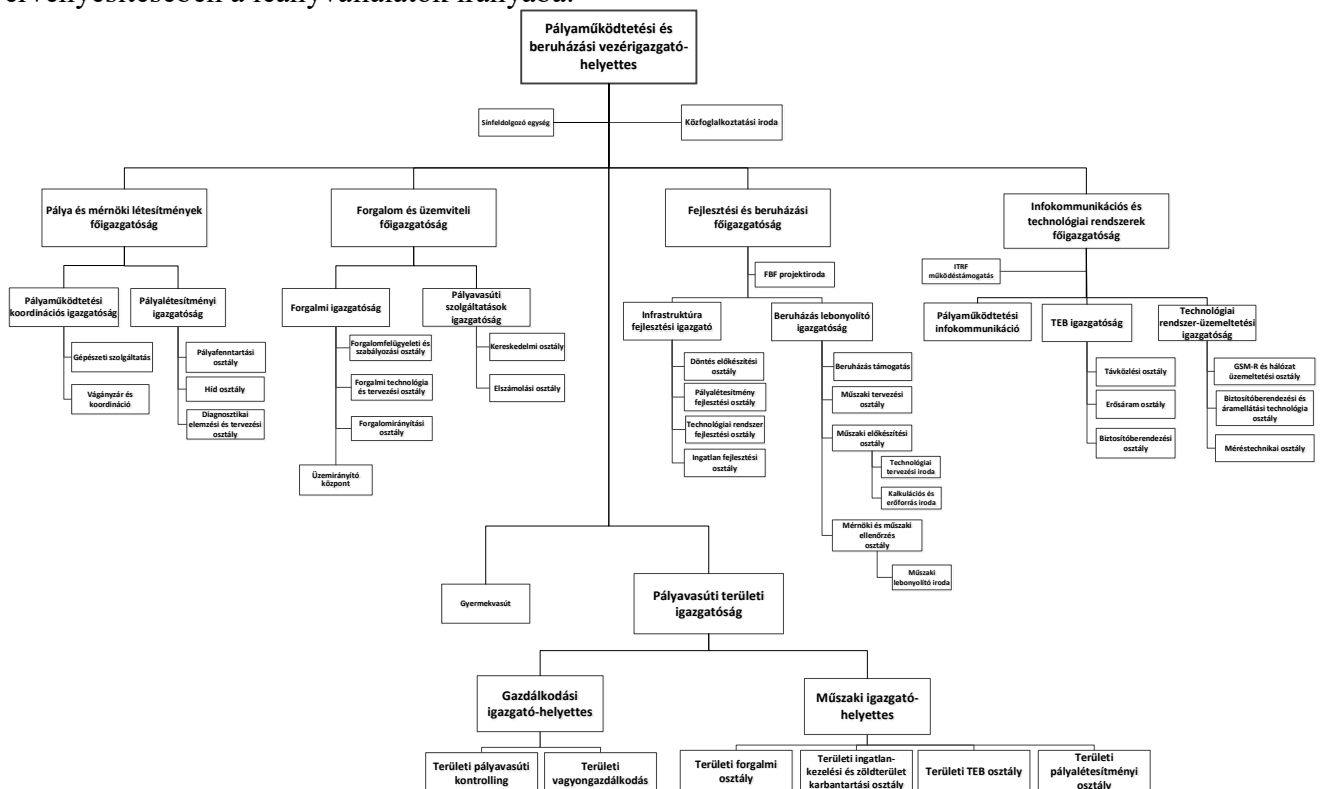 érvényesítésében a leányvállalatok irányába.
Pályaműködtetési és
beruházási vezérigazgató-
helyettes
Sínfeldolgozó egység
Közfoglalkoztatási iroda
Pálya és mérnöki létesítmények
főigazgatóság
Forgalom és üzemviteli
főigazgatóság
Fejlesztési és beruházási
főigazgatóság
Infokommunikációs és
technológiai rendszerek
főigazgatóság
Pályaműködtetési
koordinációs igazgatóság
Pályalétesítményi
igazgatóság
Gépészeti szolgáltatás
Vágányzár és
koordináció
Pályafenntartási
osztály
Híd osztály
Diagnosztikai
elemzési és tervezési
osztály
Forgalmi igazgatóság
Pályavasúti
szolgáltatások
igazgatóság
Forgalomfelügyeleti és
szabályozási osztály
Forgalmi technológia
és tervezési osztály
Forgalomirányítási
osztály
Üzemirányító
központ
Kereskedelmi osztály
Elszámolási osztály
FBF projektiroda
Infrastruktúra
fejlesztési igazgató
Beruházás lebonyolító
igazgatóság
Döntés előkészítési
osztály
Pályalétesítmény
fejlesztési osztály
Technológiai rendszer
fejlesztési osztály
Ingatlan fejlesztési
osztály
Beruházás támogatás
Műszaki tervezési
osztály
Műszaki előkészítési
osztály
Technológiai
tervezési iroda
Kalkulációs és
erőforrás iroda
Mérnöki és műszaki
ellenőrzés
osztály
Műszaki
lebonyolító iroda
ITRF
működéstámogatás
Pályaműködtetési
infokommunikáció
TEB igazgatóság
Technológiai
rendszer-üzemeltetési
igazgatóság
Távközlési osztály
Erősáram osztály
Biztosítóberendezési
osztály
GSM-R és hálózat
üzemeltetési osztály
Biztosítóberendezési és
áramellátási technológia
osztály
Méréstechnikai osztály
Gyermekvasút
Pályavasúti területi
igazgatóság
Gazdálkodási
igazgató-helyettes
Műszaki igazgató-
helyettes
Területi pályavasúti
kontrolling
Területi
vagyongazdálkodás
Területi forgalmi
osztály
Területi ingatlan-
kezelési és zöldterület
karbantartási osztály
Területi TEB osztály
Területi
pályalétesítményi
osztály